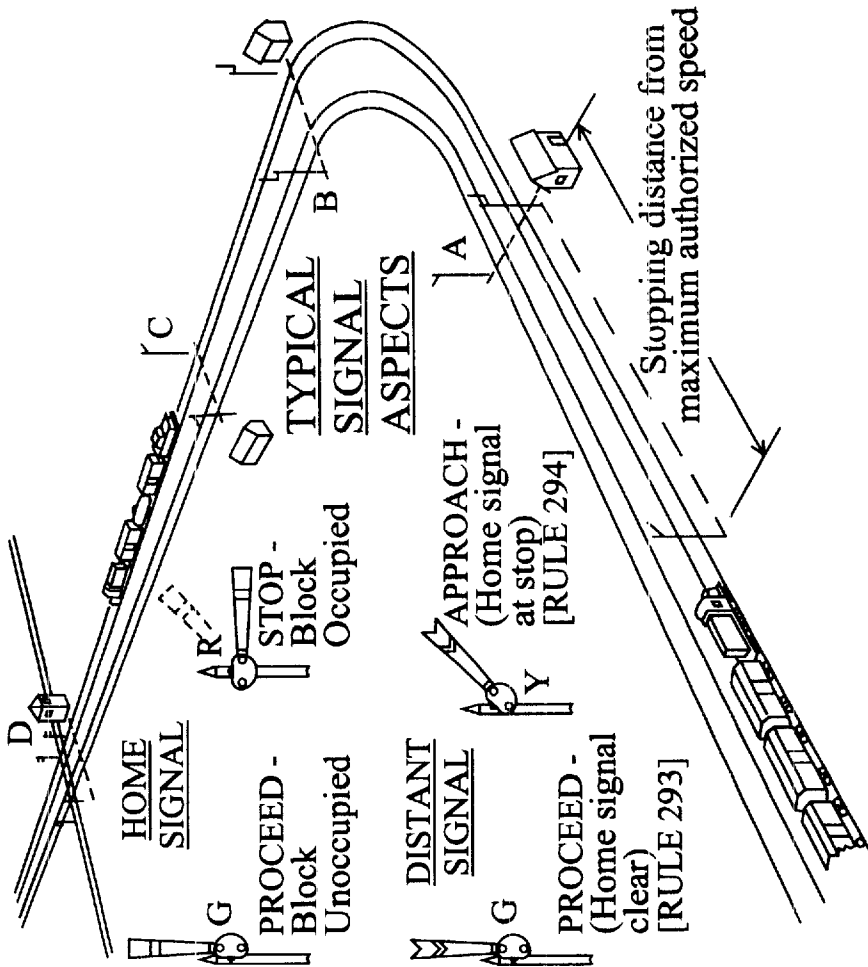 D
C
B
A
TYPICAL
SIGNAL
ASPECTS
HOME
SIGNAL
G
PROCEED -
Block
Unoccupied
R
STOP -
Block
Occupied
DISTANT
SIGNAL
G
PROCEED -
(Home signal
clear)
[RULE 293]
Y
APPROACH -
(Home signal
at stop)
[RULE 294]
Stopping distance from
maximum authorized speed